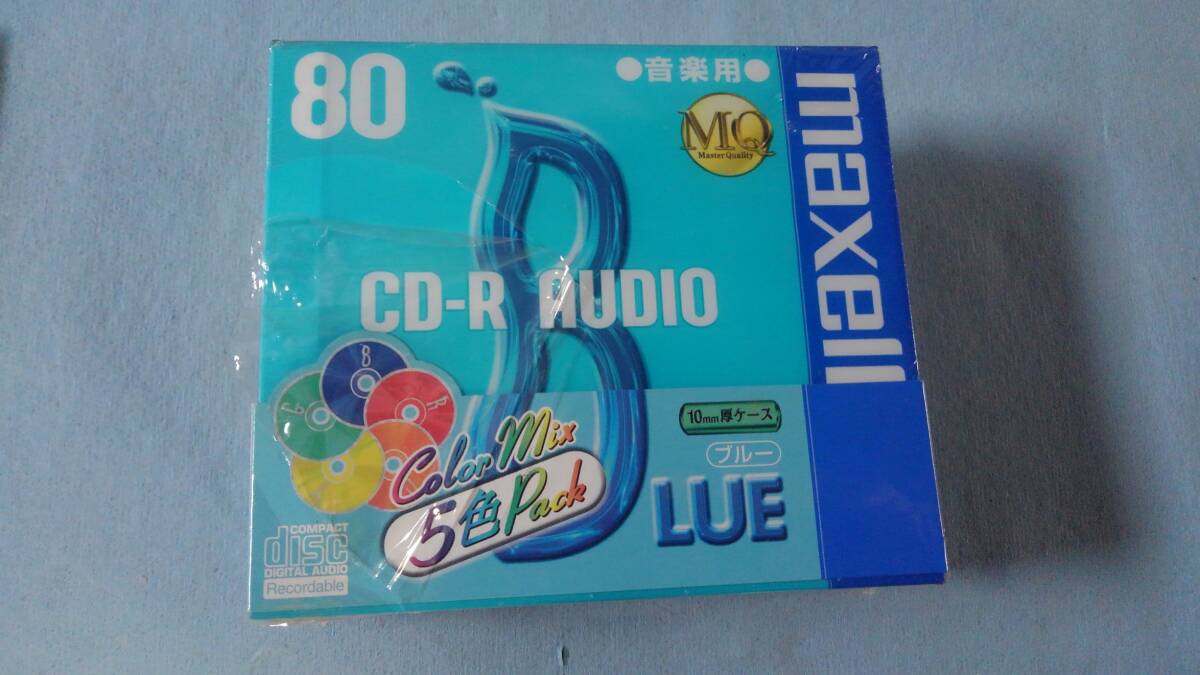 80
●音楽用●
MQ
Master Quality
maxell
CD-R AUDIO
B
G
R
10mm厚ケース
ブルー
BLUE
Color Mix
5色Pack
COMPACT
disc
DIGITAL AUDIO
Recordable